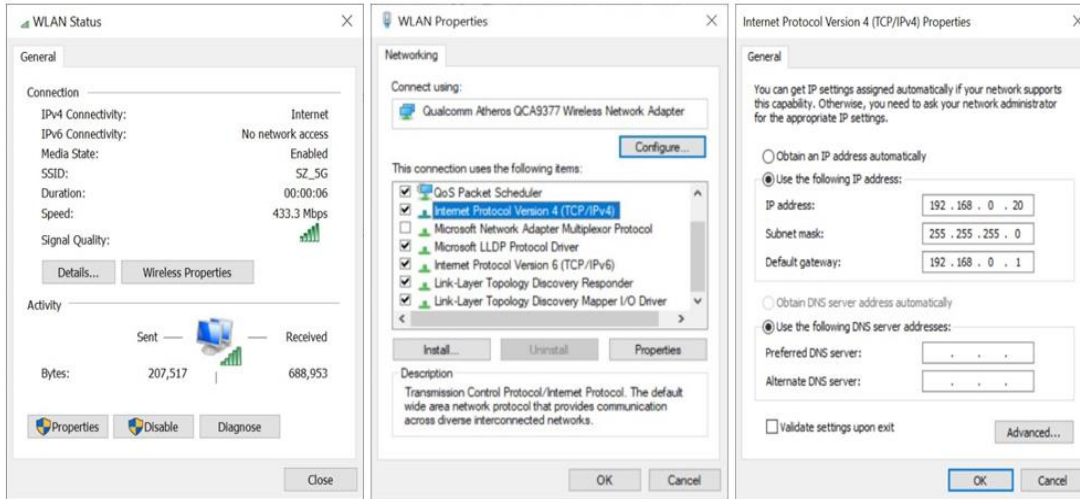 WLAN Status
General
Connection
IPv4 Connectivity: Internet
IPv6 Connectivity: No network access
Media State: Enabled
SSID: SZ_5G
Duration: 00:00:06
Speed: 433.3 Mbps
Signal Quality:
Details... Wireless Properties
Activity
Sent Received
Bytes: 207,517 688,953
Properties Disable Diagnose
Close
WLAN Properties
Networking
Connect using:
Qualcomm Atheros QCA9377 Wireless Network Adapter
Configure...
This connection uses the following items:
QoS Packet Scheduler
Internet Protocol Version 4 (TCP/IPv4)
Microsoft Network Adapter Multiplexor Protocol
Microsoft LLDP Protocol Driver
Internet Protocol Version 6 (TCP/IPv6)
Link-Layer Topology Discovery Responder
Link-Layer Topology Discovery Mapper I/O Driver
Install... Uninstall Properties
Description
Transmission Control Protocol/Internet Protocol. The default
wide area network protocol that provides communication
across diverse interconnected networks.
OK Cancel
Internet Protocol Version 4 (TCP/IPv4) Properties
General
You can get IP settings assigned automatically if your network supports
this capability. Otherwise, you need to ask your network administrator
for the appropriate IP settings.
Obtain an IP address automatically
Use the following IP address:
IP address: 192 . 168 . 0 . 20
Subnet mask: 255 . 255 . 255 . 0
Default gateway: 192 . 168 . 0 . 1
Obtain DNS server address automatically
Use the following DNS server addresses:
Preferred DNS server: . . .
Alternate DNS server: . . .
Validate settings upon exit
Advanced...
OK Cancel